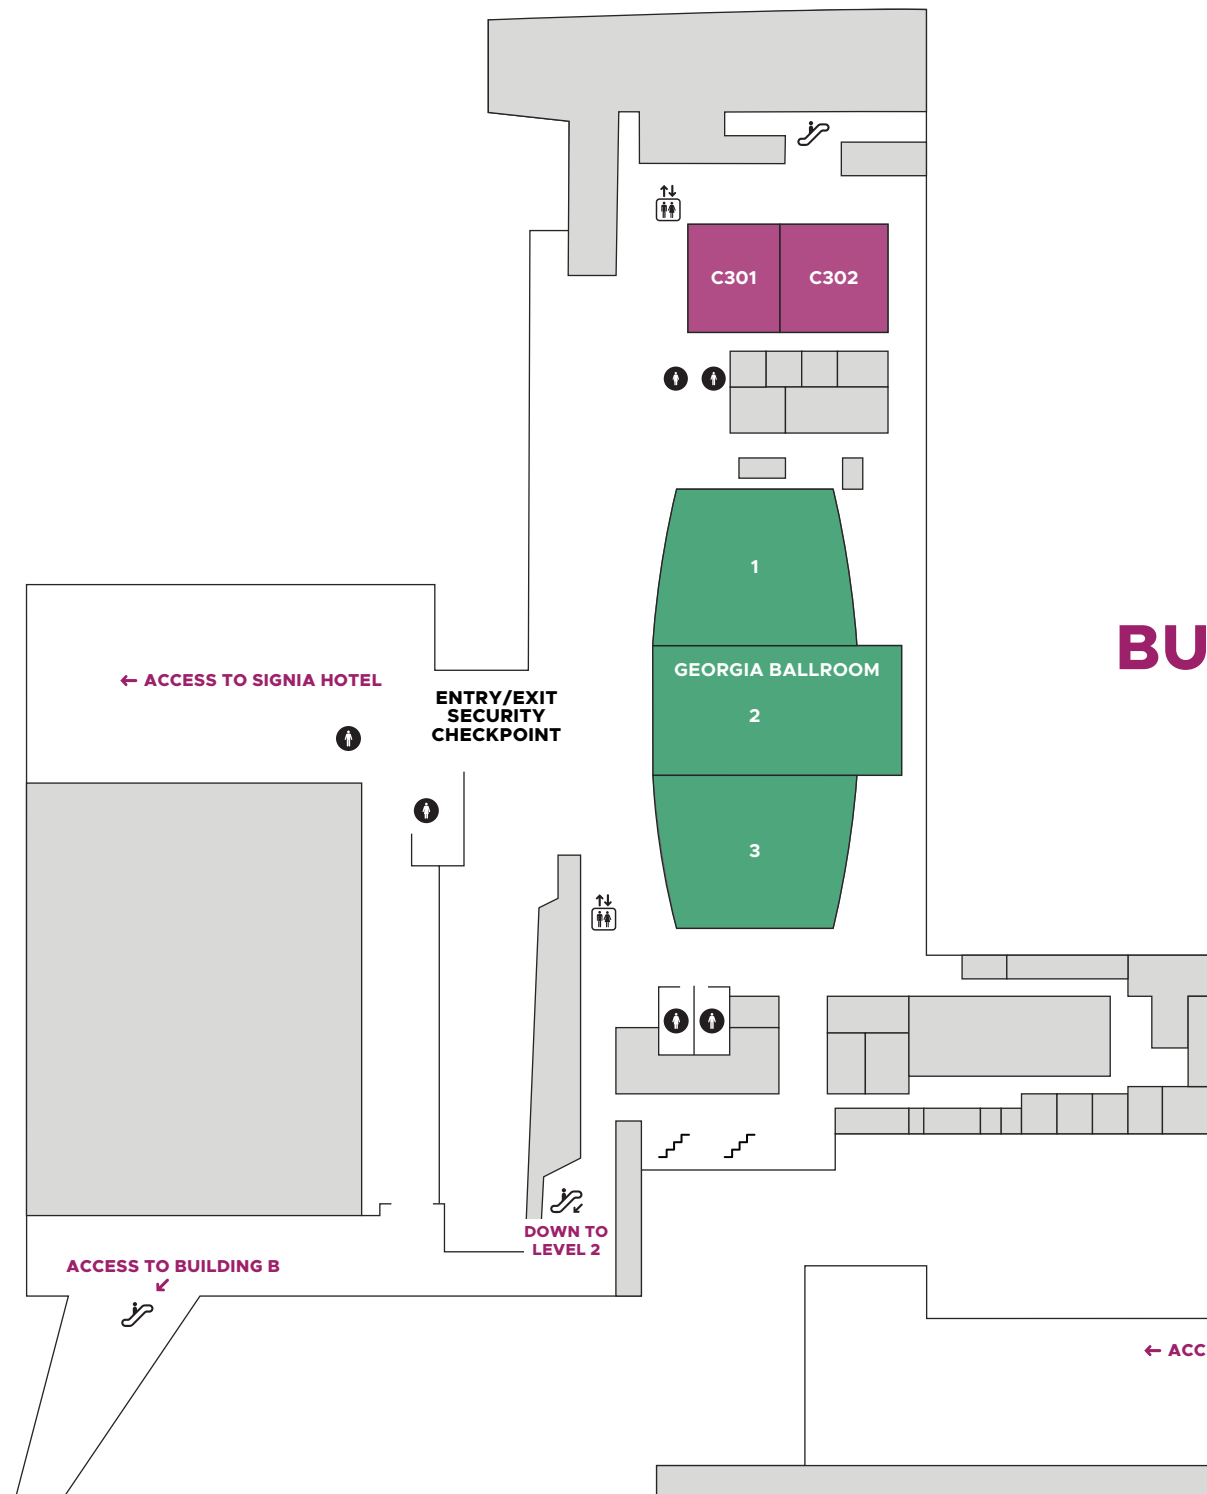 C301
C302
1
BU
GEORGIA BALLROOM
← ACCESS TO SIGNIA HOTEL
ENTRY/EXIT
SECURITY
CHECKPOINT
2
3
DOWN TO
LEVEL 2
ACCESS TO BUILDING B
← ACC